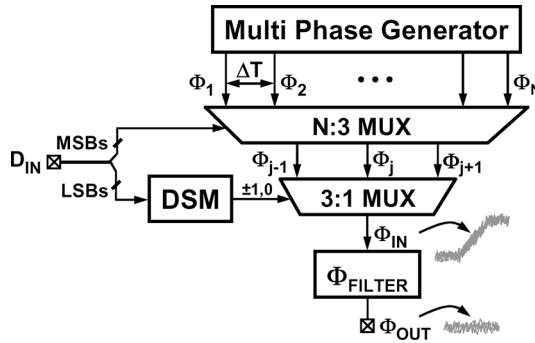 Multi Phase Generator
Φ1 ΔT Φ2 ••• ΦN
N:3 MUX
MSBs
DIN
LSBs
Φj-1 Φj Φj+1
DSM ±1,0 3:1 MUX
ΦIN
ΦFILTER
ΦOUT